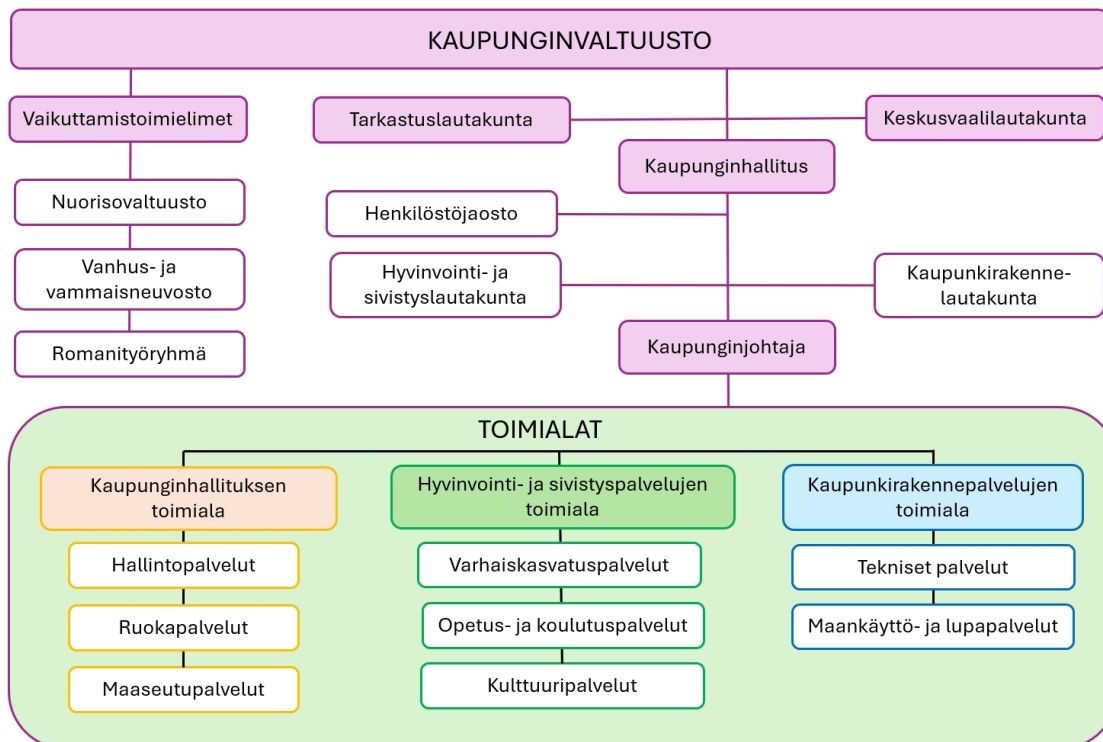 KAUPUNGINVALTUUSTO
Vaikuttamistoimielimet
Nuorisovaltuusto
Vanhus- ja
vammaisneuvosto
Romanityöryhmä
Tarkastuslautakunta
Keskusvaalilautakunta
Kaupunginhallitus
Henkilöstöjaosto
Hyvinvointi- ja
sivistyslautakunta
Kaupunkirakenne-
lautakunta
Kaupunginjohtaja
TOIMIALAT
Kaupunginhallituksen
toimiala
Hallintopalvelut
Ruokapalvelut
Maaseutupalvelut
Hyvinvointi- ja sivistyspalvelujen
toimiala
Varhaiskasvatuspalvelut
Opetus- ja koulutuspalvelut
Kulttuuripalvelut
Kaupunkirakennepalvelujen
toimiala
Tekniset palvelut
Maankäyttö- ja lupapalvelut